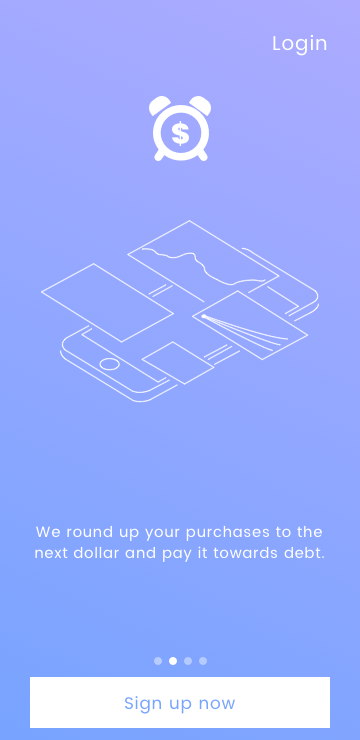 Login
$
We round up your purchases to the
next dollar and pay it towards debt.
Sign up now